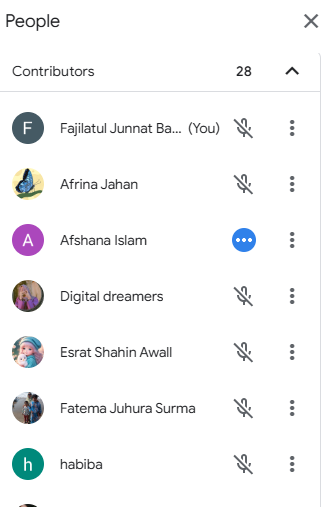 People
Contributors 28
F Fajilatul Junnat Ba... (You)
Afrina Jahan
A Afshana Islam
Digital dreamers
Esrat Shahin Awall
Fatema Juhura Surma
h habiba